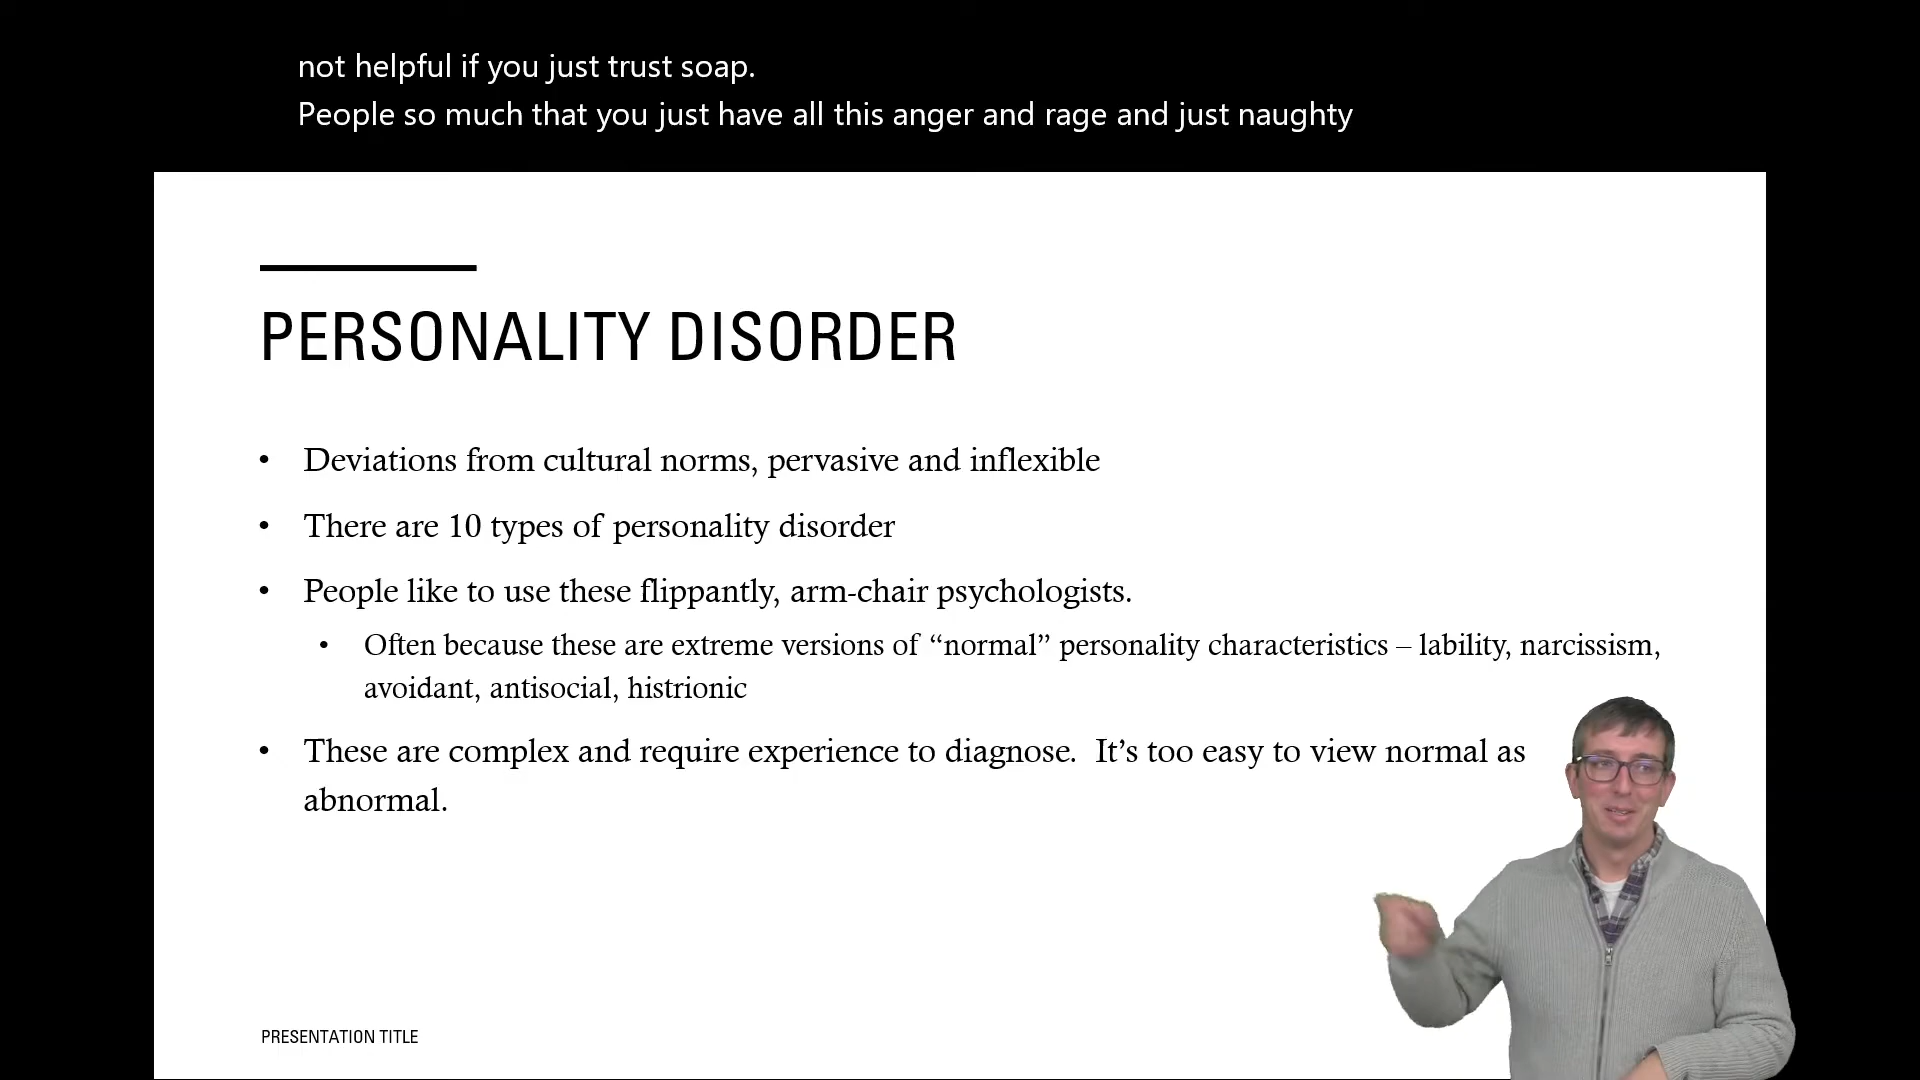 not helpful if you just trust soap.
People so much that you just have all this anger and rage and just naughty
PERSONALITY DISORDER
• Deviations from cultural norms, pervasive and inflexible
• There are 10 types of personality disorder
• People like to use these flippantly, arm-chair psychologists.
• Often because these are extreme versions of “normal” personality characteristics – lability, narcissism,
avoidant, antisocial, histrionic
• These are complex and require experience to diagnose. It’s too easy to view normal as
abnormal.
PRESENTATION TITLE